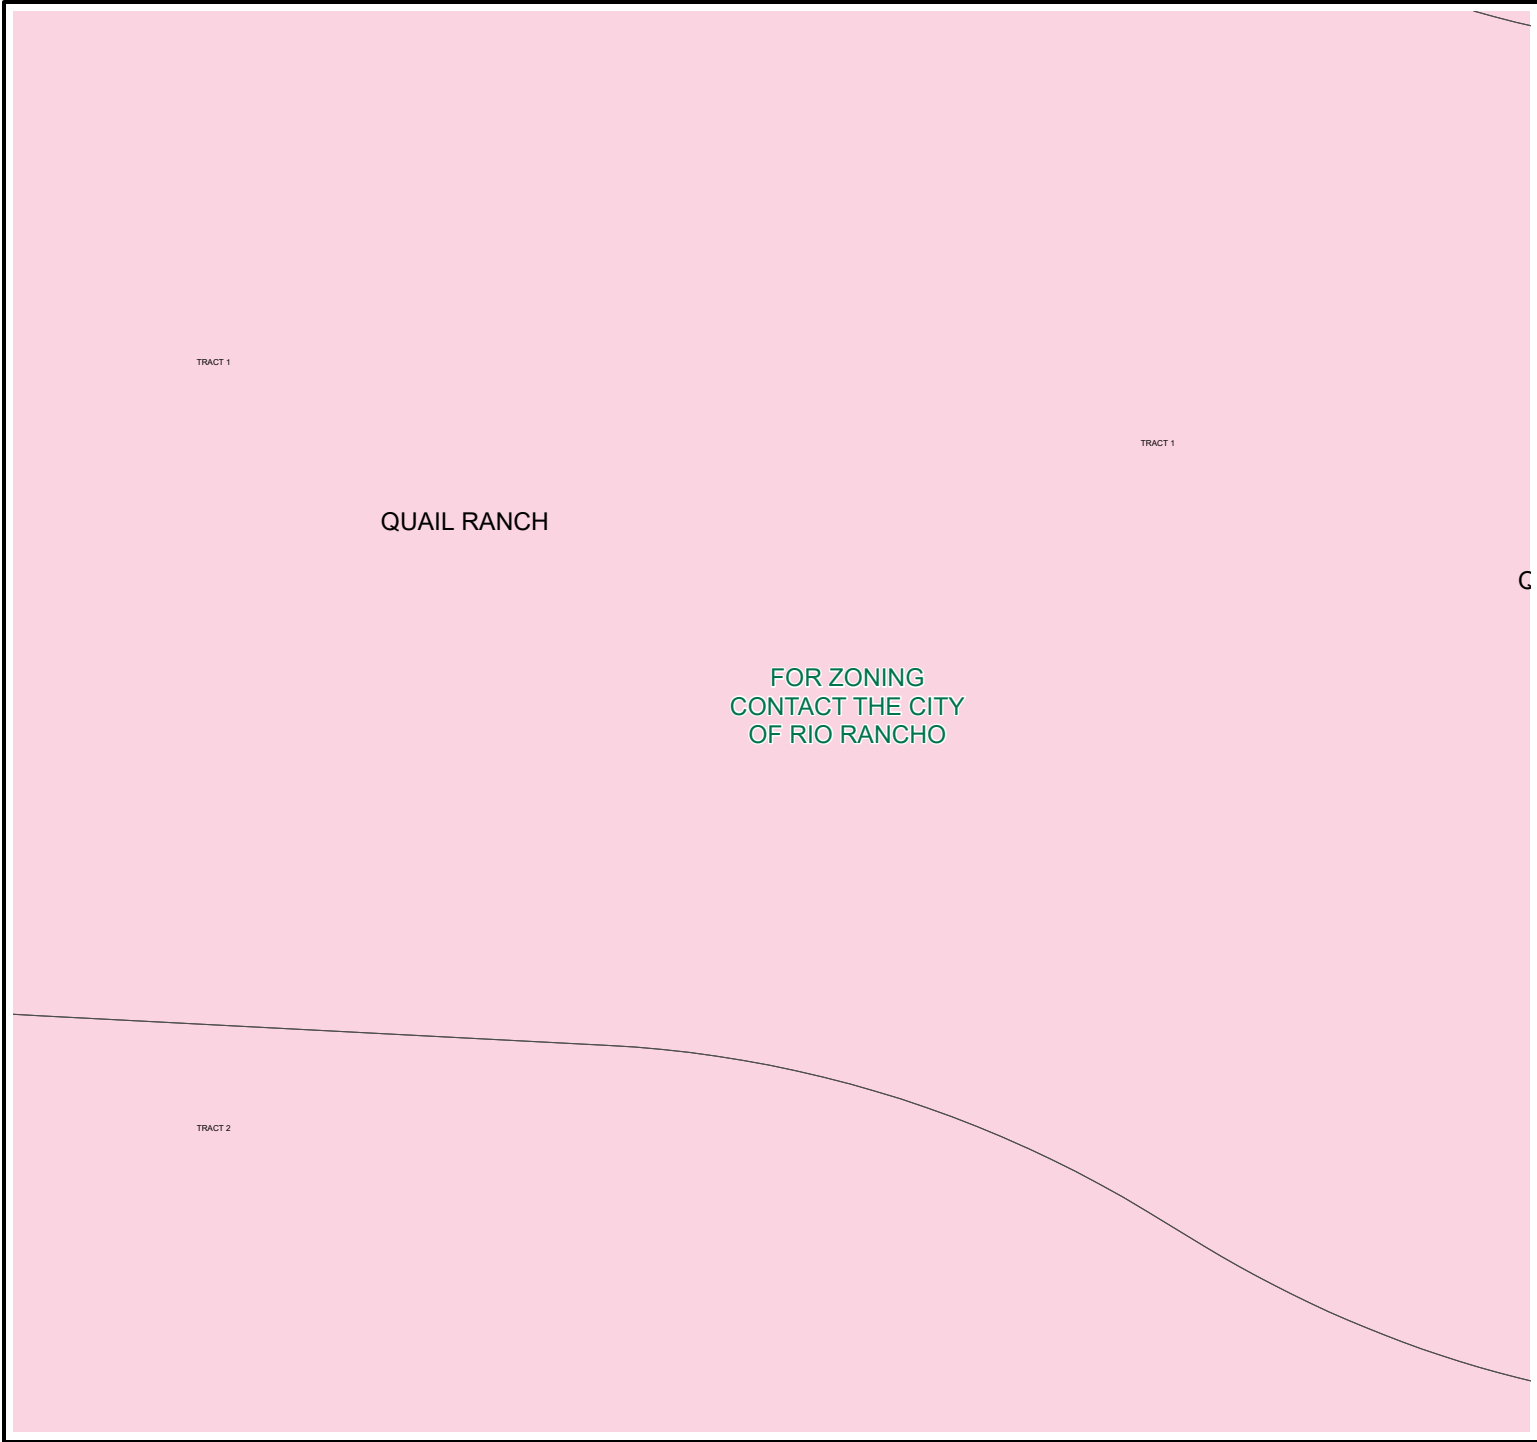 TRACT 1
TRACT 1
QUAIL RANCH
Q
FOR ZONING
CONTACT THE CITY
OF RIO RANCHO
TRACT 2